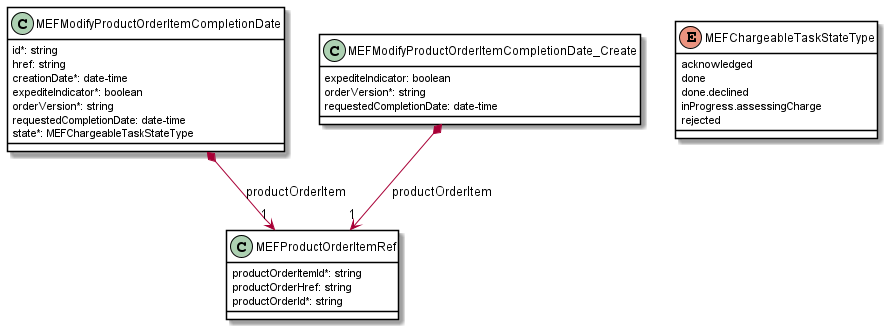 C MEFModifyProductOrderItemCompletionDate
id*: string
href: string
creationDate*: date-time
expediteIndicator*: boolean
orderVersion*: string
requestedCompletionDate: date-time
state*: MEFChargeableTaskStateType
C MEFModifyProductOrderItemCompletionDate_Create
expediteIndicator: boolean
orderVersion*: string
requestedCompletionDate: date-time
E MEFChargeableTaskStateType
acknowledged
done
done.declined
inProgress.assessingCharge
rejected
productOrderItem
1
productOrderItem
1
C MEFProductOrderItemRef
productOrderItemId*: string
productOrderHref: string
productOrderId*: string